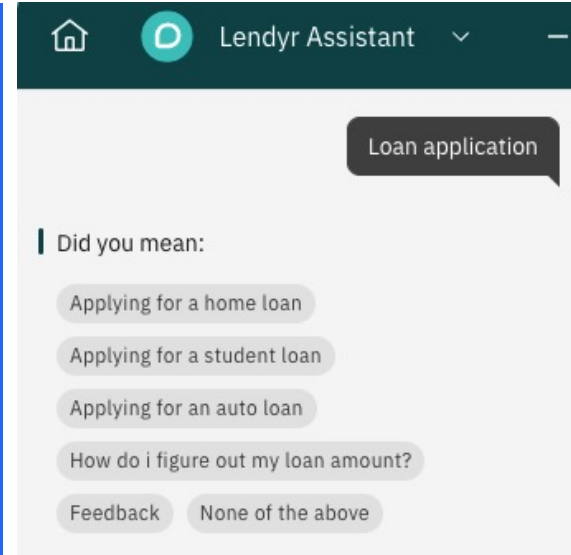 Lendyr Assistant
Loan application
Did you mean:
Applying for a home loan
Applying for a student loan
Applying for an auto loan
How do i figure out my loan amount?
Feedback None of the above